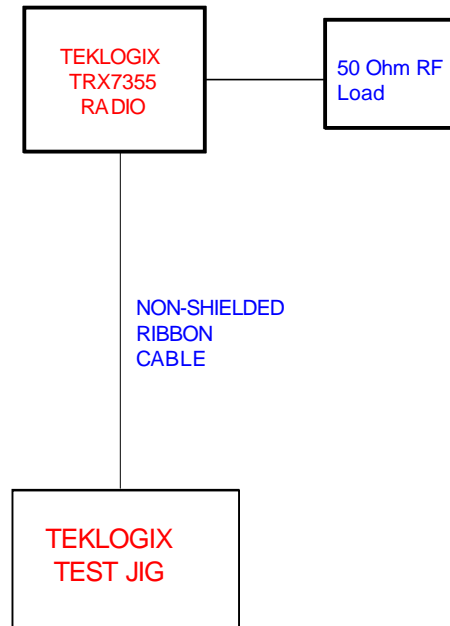 TEKLOGIX
TRX7355
RADIO
50 Ohm RF
Load
NON-SHIELDED
RIBBON
CABLE
TEKLOGIX
TEST JIG